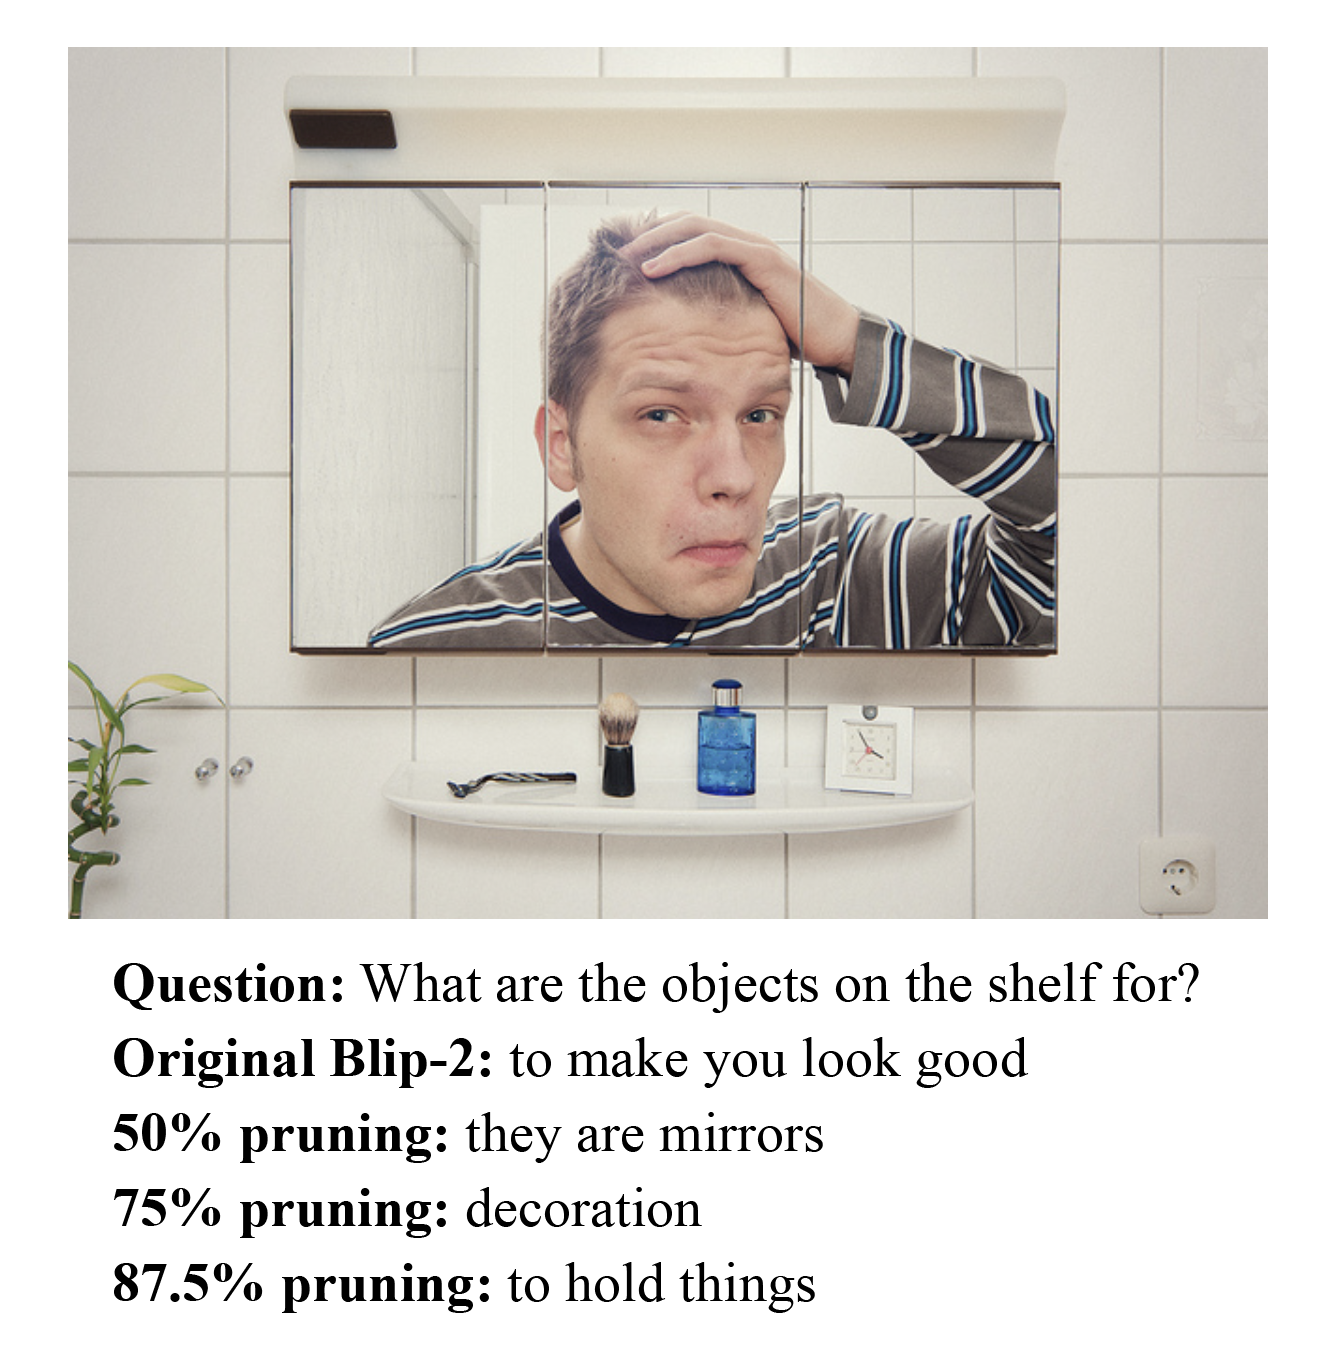 Question: What are the objects on the shelf for?
Original Blip-2: to make you look good
50% pruning: they are mirrors
75% pruning: decoration
87.5% pruning: to hold things